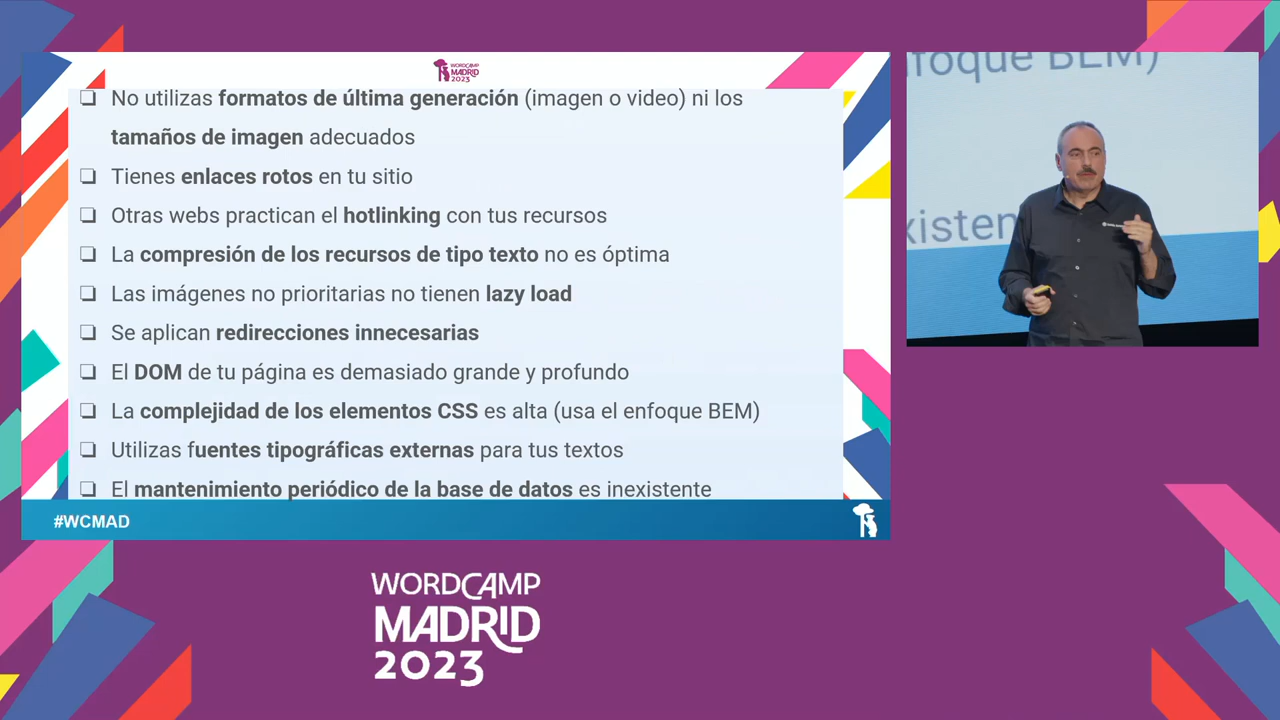 WORDCAMP
MADRID
2023
❏ No utilizas formatos de última generación (imagen o video) ni los
tamaños de imagen adecuados
❏ Tienes enlaces rotos en tu sitio
❏ Otras webs practican el hotlinking con tus recursos
❏ La compresión de los recursos de tipo texto no es óptima
❏ Las imágenes no prioritarias no tienen lazy load
❏ Se aplican redirecciones innecesarias
❏ El DOM de tu página es demasiado grande y profundo
❏ La complejidad de los elementos CSS es alta (usa el enfoque BEM)
❏ Utilizas fuentes tipográficas externas para tus textos
❏ El mantenimiento periódico de la base de datos es inexistente
#WCMAD
nfoque BEM)
xisten
WORDCAMP
MADRID
2023